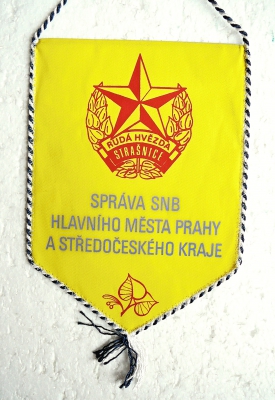 RUDÁ HVĚZDA
STRAŠNICE
SPRÁVA SNB
HLAVNÍHO MĚSTA PRAHY
A STŘEDOČESKÉHO KRAJE